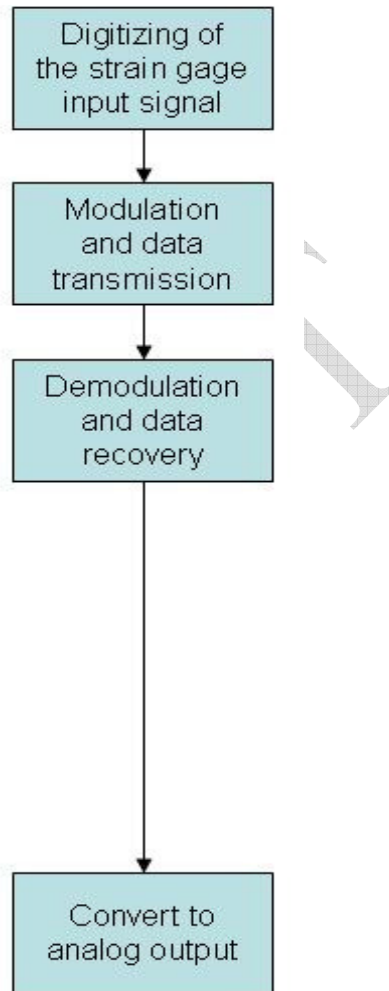 Digitizing of
the strain gage
input signal
Modulation
and data
transmission
Demodulation
and data
recovery
Convert to
analog output